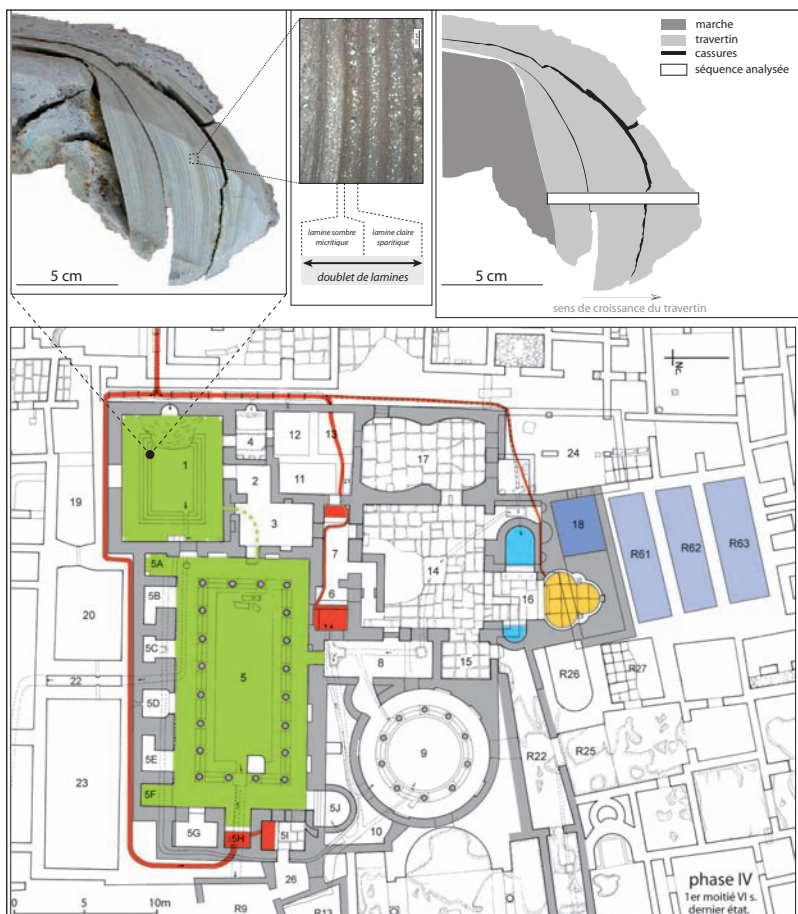 5 cm
lamine sombre
micritique
lamine claire
sparitique
doublet de lamines
marche
travertin
cassures
séquence analysée
5 cm
sens de croissance du travertin
Nc.
1
2
3
4
5
5A
5B
5C
5D
5E
5F
5G
5H
5I
5J
6
7
8
9
10
11
12
13
14
15
16
17
18
19
20
22
23
24
26
R61
R62
R63
R26
R27
R22
R25
R9
R13
0
5
10m
phase IV
1er moitié VI s.
dernier état.